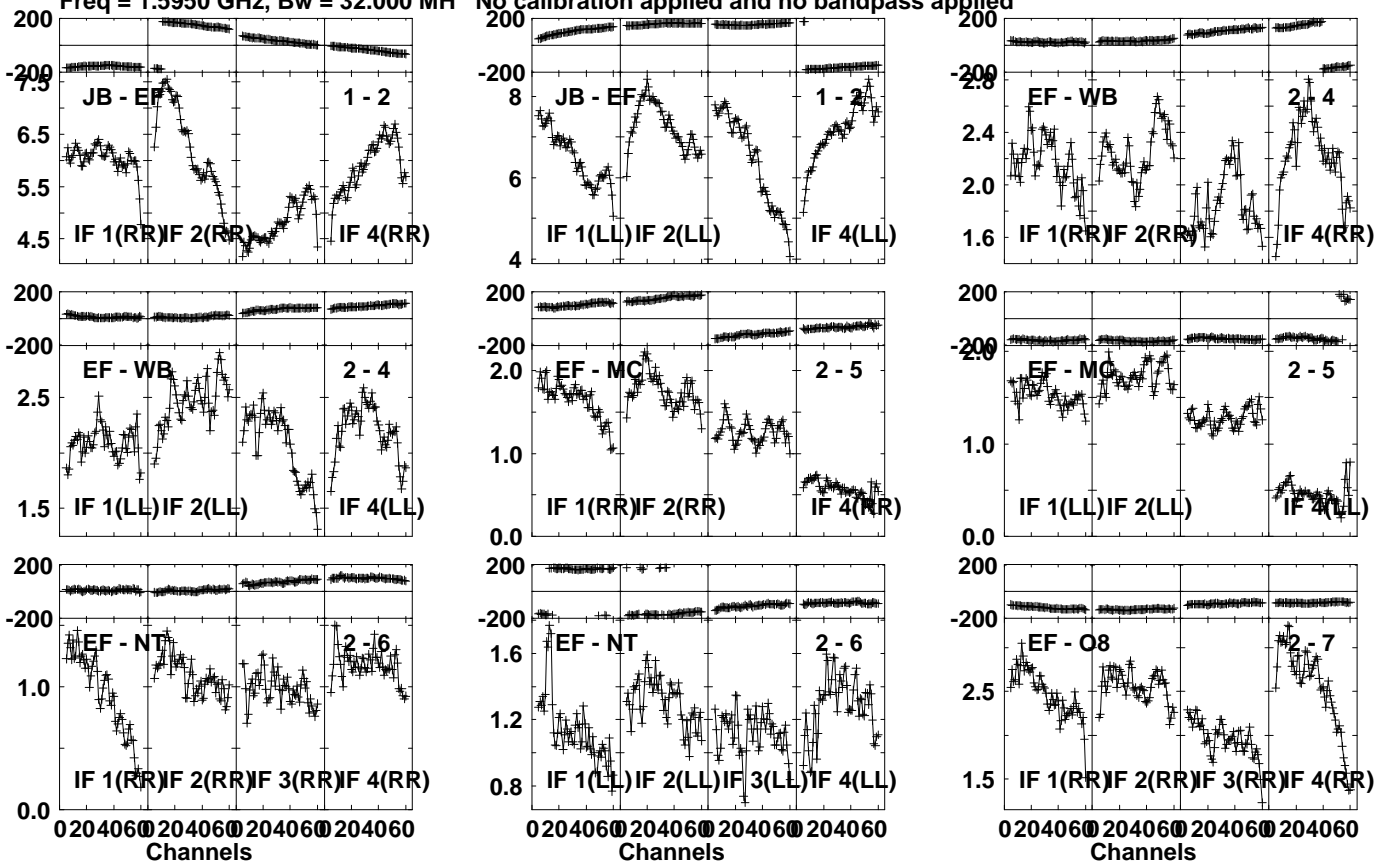 Freq = 1.5950 GHz, Bw = 32.000 MH No calibration applied and no bandpass applied
200
-200
7.5
6.5
5.5
4.5
JB - EF 1 - 2
IF 1(RR) IF 2(RR) IF 4(RR)
200
-200
8
6
4
JB - EF 1 - 2
IF 1(LL) IF 2(LL) IF 4(LL)
200
-200
2.8
2.4
2.0
1.6
EF - WB 2 - 4
IF 1(RR) IF 2(RR) IF 4(RR)
200
-200
2.5
1.5
EF - WB 2 - 4
IF 1(LL) IF 2(LL) IF 4(LL)
200
-200
2.0
1.0
0.0
EF - MC 2 - 5
IF 1(RR) IF 2(RR) IF 4(RR)
200
-200
2.0
1.0
0.0
EF - MC 2 - 5
IF 1(LL) IF 2(LL) IF 4(LL)
200
-200
1.0
0.0
EF - NT 2 - 6
IF 1(RR) IF 2(RR) IF 3(RR) IF 4(RR)
200
-200
1.6
1.2
0.8
EF - NT 2 - 6
IF 1(LL) IF 2(LL) IF 3(LL) IF 4(LL)
200
-200
2.5
1.5
EF - O8 2 - 7
IF 1(RR) IF 2(RR) IF 3(RR) IF 4(RR)
0 20 40 60 0 20 40 60 0 20 40 60 0 20 40 60
Channels
0 20 40 60 0 20 40 60 0 20 40 60 0 20 40 60
Channels
0 20 40 60 0 20 40 60 0 20 40 60 0 20 40 60
Channels